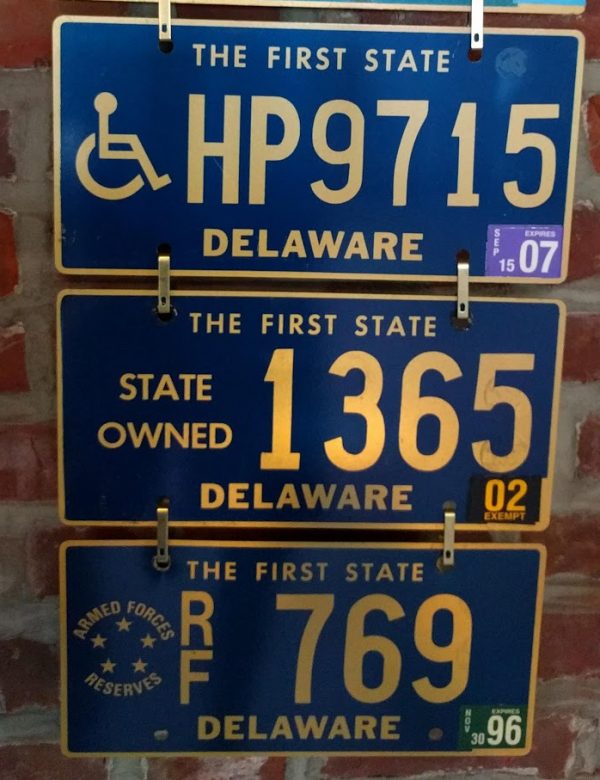 THE FIRST STATE
HP9715
DELAWARE
SEP 15 EXPIRES 07
THE FIRST STATE
STATE OWNED 1365
DELAWARE
02 EXEMPT
THE FIRST STATE
ARMED FORCES RESERVES
RF 769
DELAWARE
NOV 30 EXPIRES 96